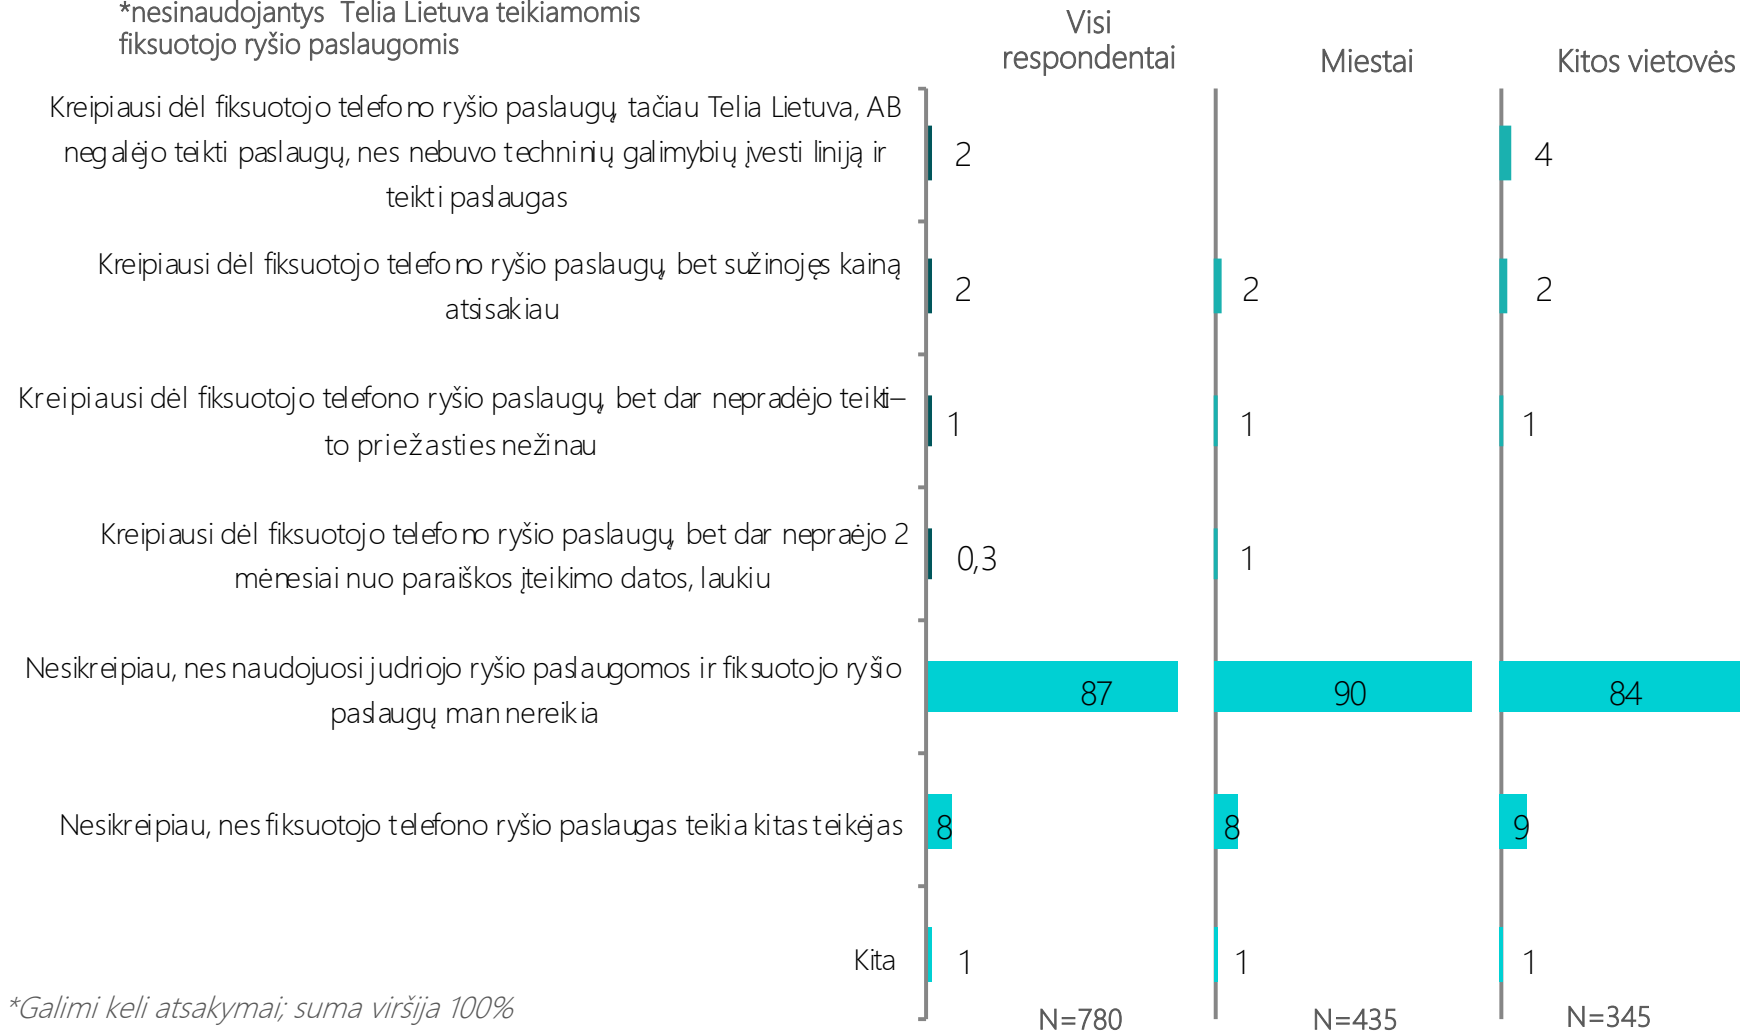 *nesinaudojantys Telia Lietuva teikiamomis
fiksuotojo ryšio paslaugomis
Visi
respondentai
Miestai
Kitos vietovės
Kreipiausi dėl fiksuotojo telefono ryšio paslaugų, tačiau Telia Lietuva, AB
negalėjo teikti paslaugų, nes nebuvo techninių galimybių įvesti liniją ir
teikti paslaugas
2
4
Kreipiausi dėl fiksuotojo telefono ryšio paslaugų, bet sužinojęs kainą
atsisakiau
2
2
2
Kreipiausi dėl fiksuotojo telefono ryšio paslaugų, bet dar nepradėjo teikti–
to priežasties nežinau
1
1
1
Kreipiausi dėl fiksuotojo telefono ryšio paslaugų, bet dar nepraėjo 2
mėnesiai nuo paraiškos įteikimo datos, laukiu
0,3
1
Nesikreipiau, nes naudojuosi judriojo ryšio paslaugomos ir fiksuotojo ryšio
paslaugų man nereikia
87
90
84
Nesikreipiau, nes fiksuotojo telefono ryšio paslaugas teikia kitas teikėjas
8
8
9
Kita
1
1
1
*Galimi keli atsakymai; suma viršija 100%
N=780
N=435
N=345